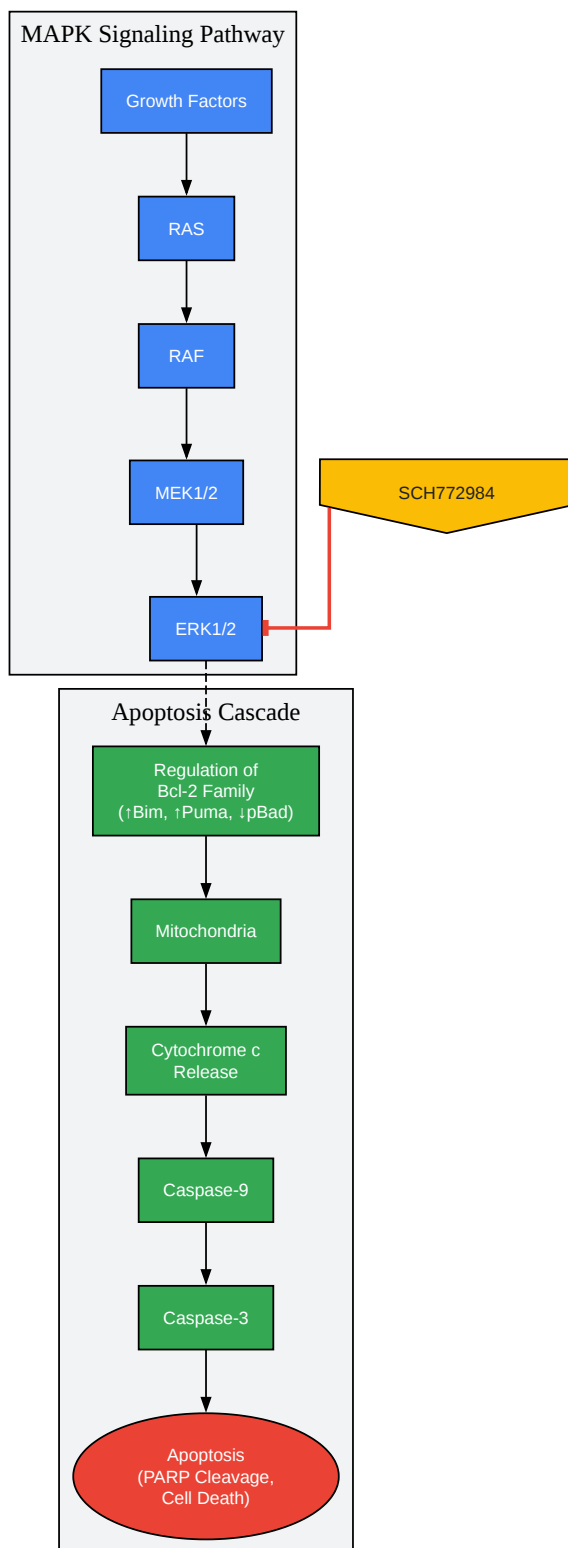 MAPK Signaling Pathway
Growth Factors
RAS
RAF
MEK1/2
SCH772984
ERK1/2
Apoptosis Cascade
Regulation of
Bcl-2 Family
(↑Bim, ↑Puma, ↓pBad)
Mitochondria
Cytochrome c
Release
Caspase-9
Caspase-3
Apoptosis
(PARP Cleavage,
Cell Death)